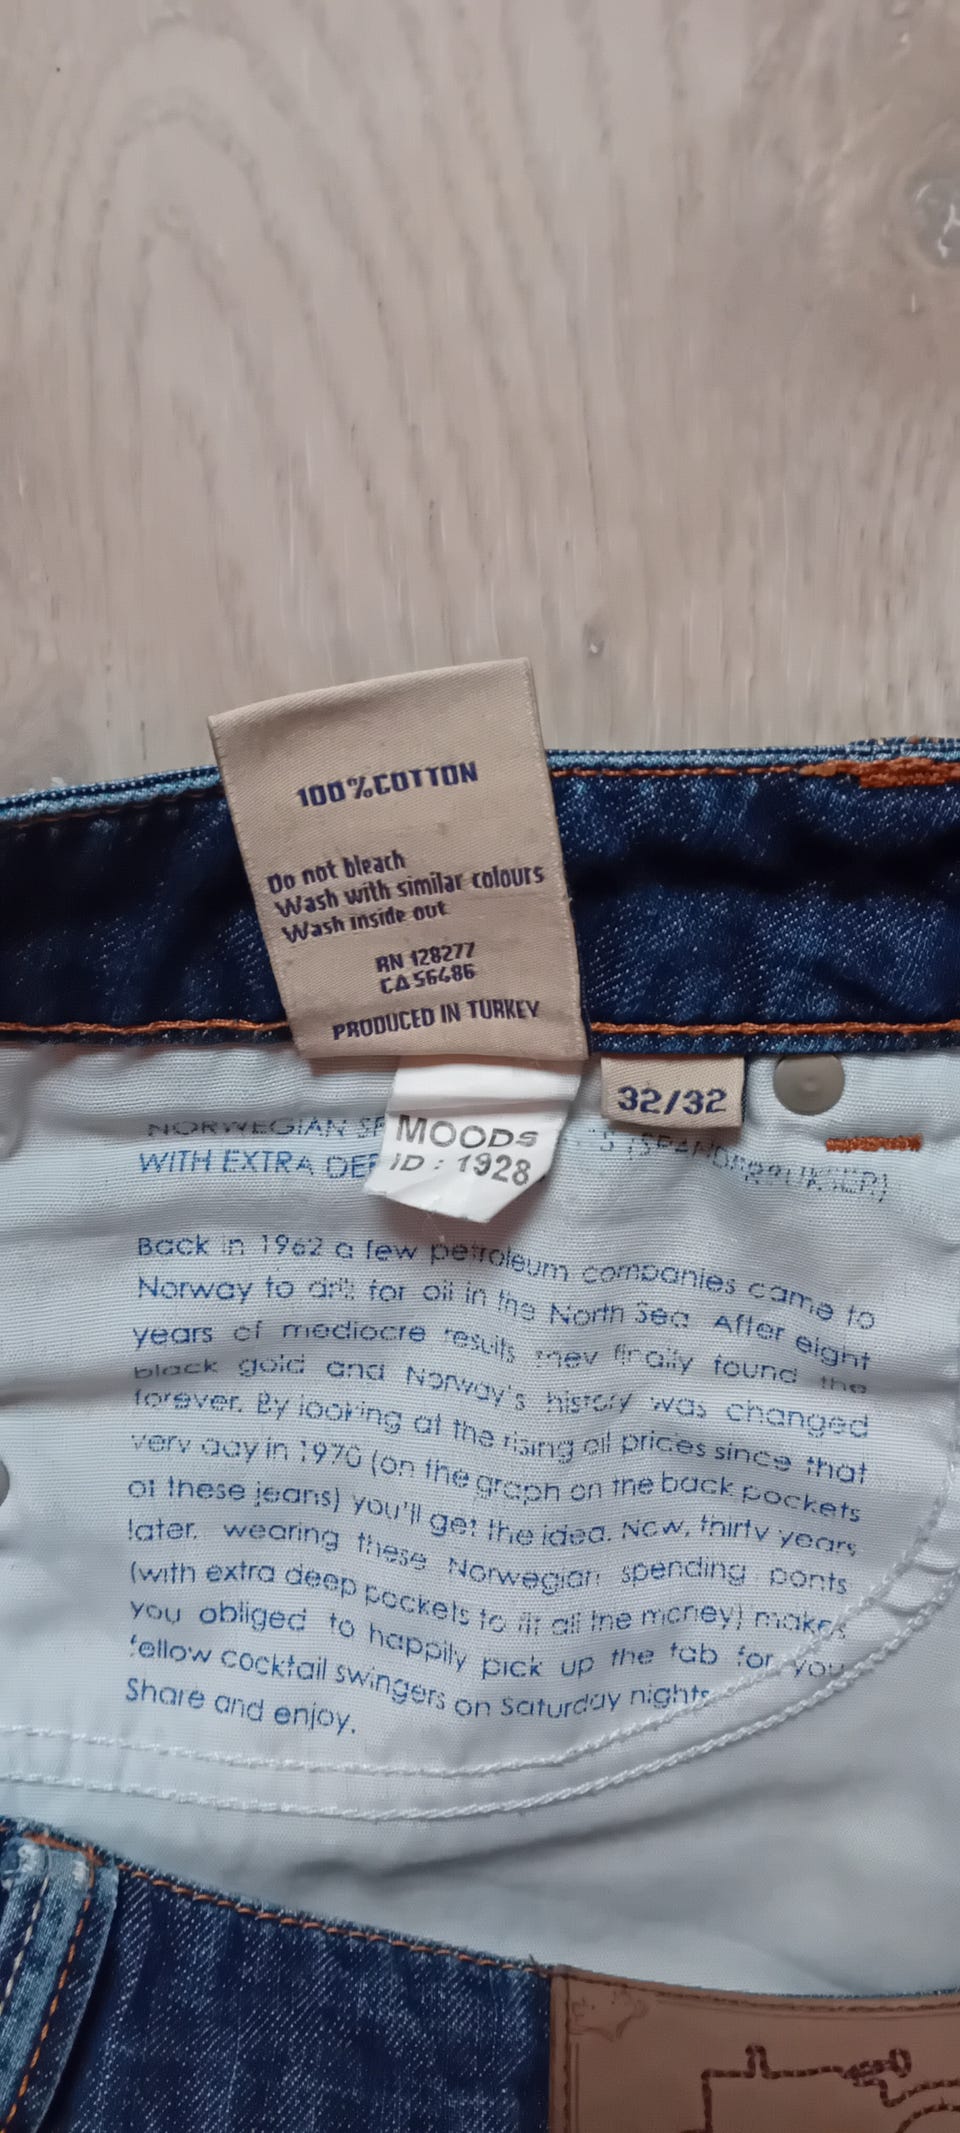 100%COTTON
Do not bleach
Wash with similar colours
Wash inside out
RN 128277
CA56486
PRODUCED IN TURKEY
32/32
MOODS
ID : 1928
NORWEGIAN
WITH EXTRA
Back in 1962 a few petroleum companies came to
Norway to drill for oil in the North Sea. After eight
years of mediocre results they finally found the
black gold and Norway's history was changed
forever. By looking at the rising oil prices since that
very day in 1970 (on the graph on the back pockets
of these jeans) you'll get the idea. Now, thirty years
later, wearing these Norwegian spending pants
(with extra deep pockets to fit all the money) makes
you obliged to happily pick up the tab for you
fellow cocktail swingers on Saturday nights.
Share and enjoy.